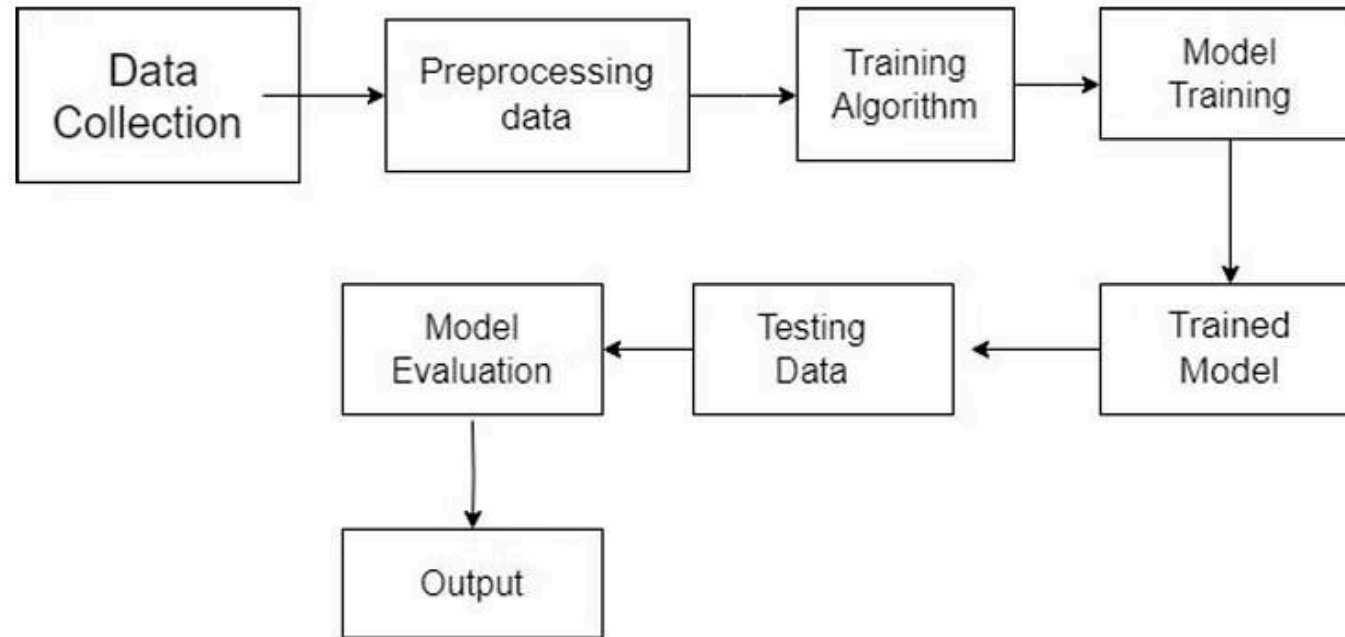 Data
Collection
Preprocessing
data
Training
Algorithm
Model
Training
Trained
Model
Testing
Data
Model
Evaluation
Output